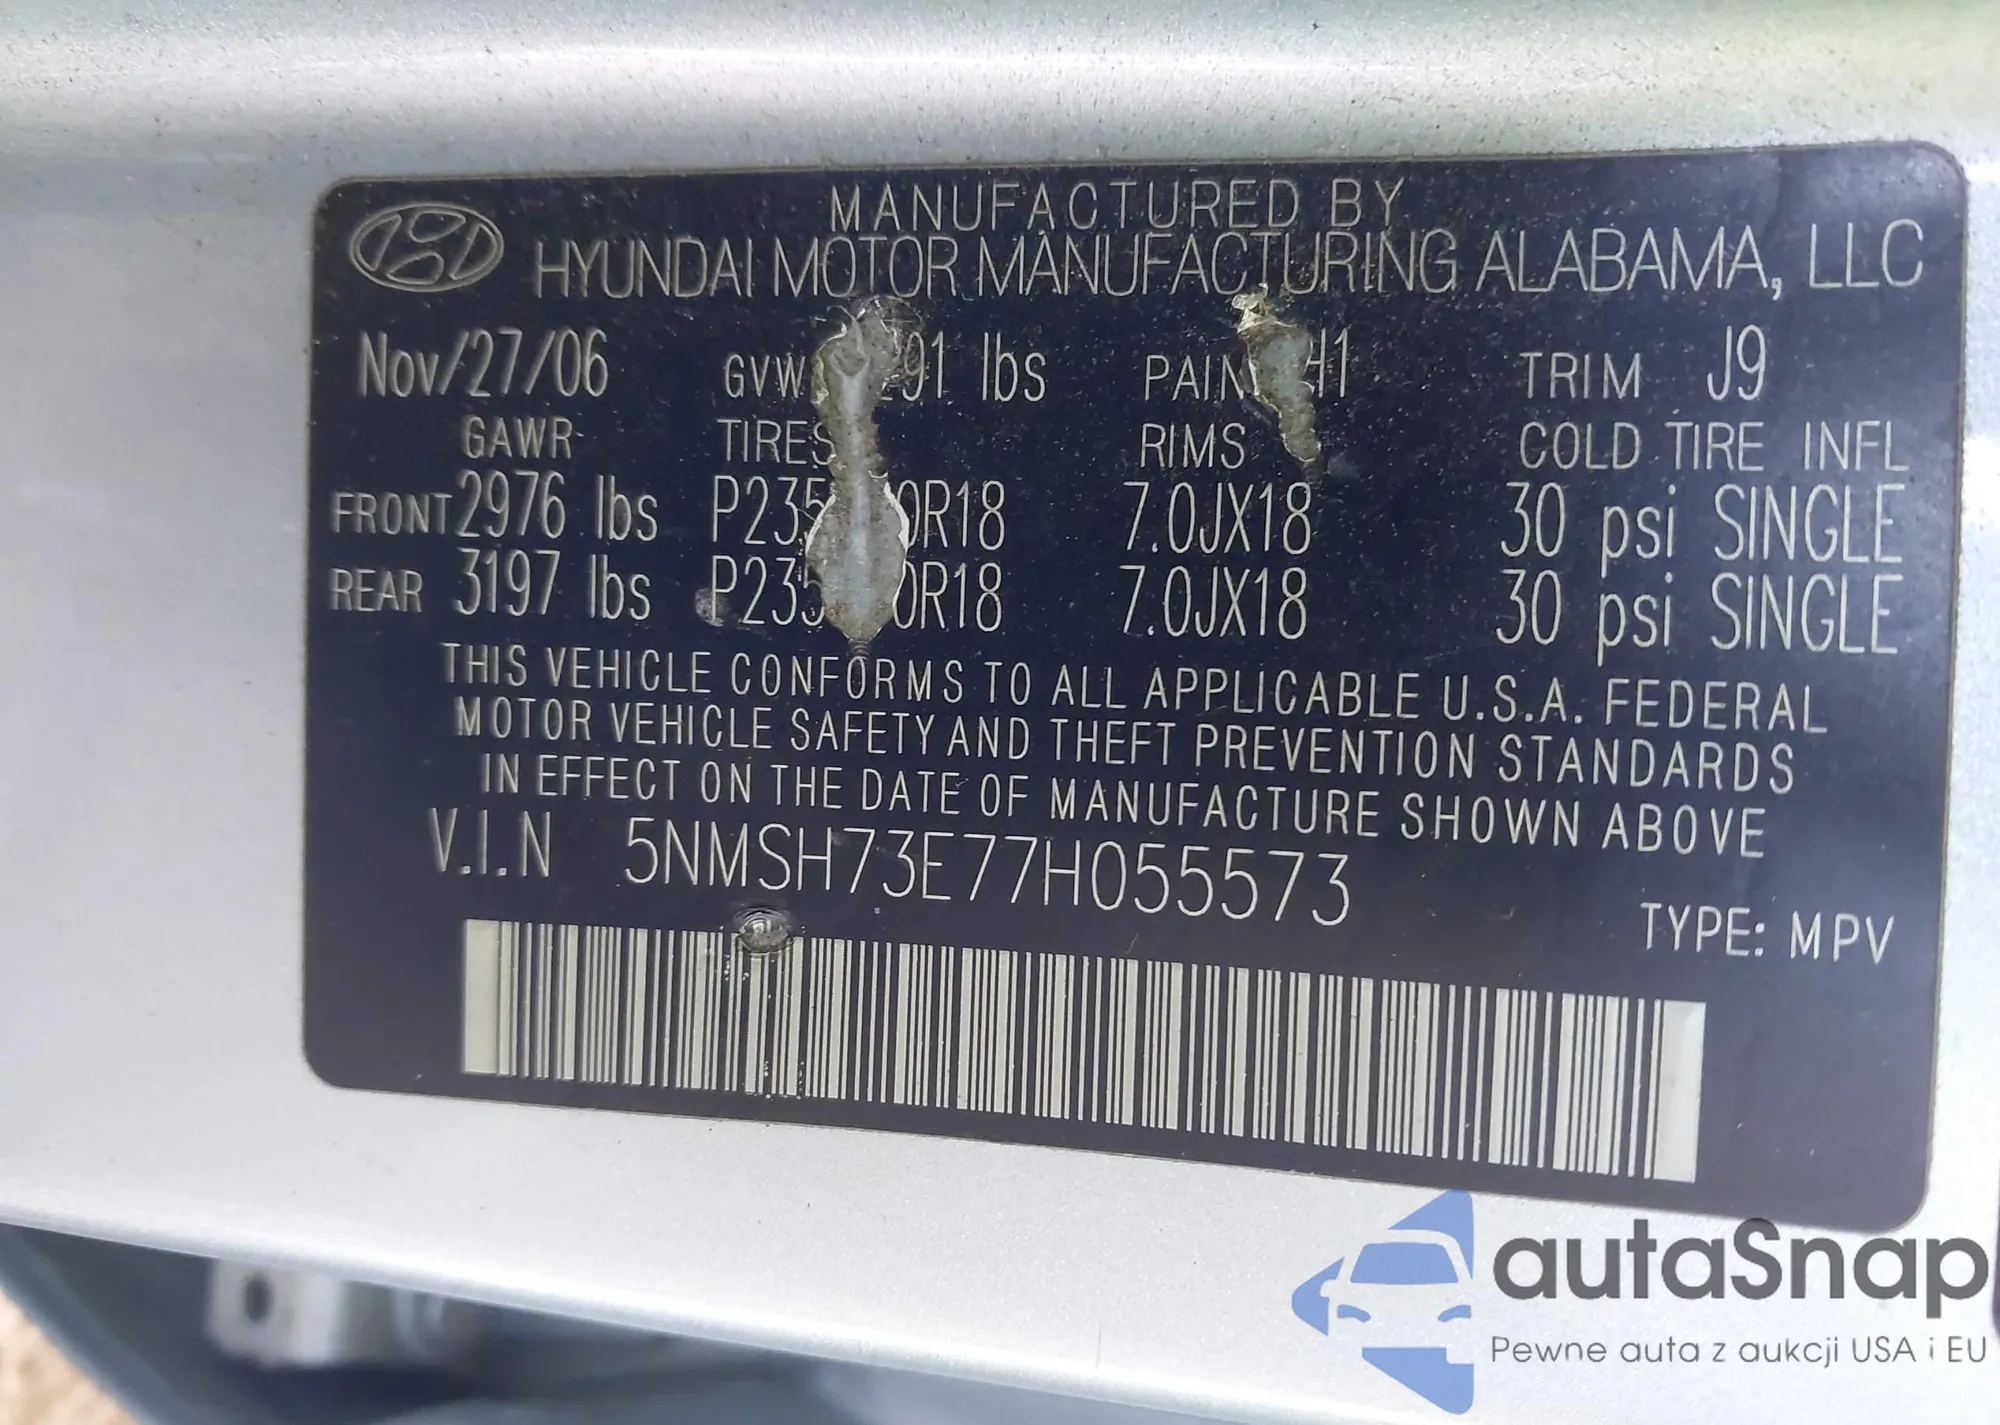 MANUFACTURED BY
HYUNDAI MOTOR MANUFACTURING ALABAMA, LLC
Nov/27/06 lbs TRIM J9
GAWR TIRES RIMS COLD TIRE INFL
FRONT 2976 lbs 7.0JX18 30 psi SINGLE
REAR 3197 lbs 7.0JX18 30 psi SINGLE
THIS VEHICLE CONFORMS TO ALL APPLICABLE U.S.A. FEDERAL
MOTOR VEHICLE SAFETY AND THEFT PREVENTION STANDARDS
IN EFFECT ON THE DATE OF MANUFACTURE SHOWN ABOVE
V.I.N 5NMSH73E77H055573
TYPE: MPV
autaSnap
Pewne auta z aukcji USA i EU